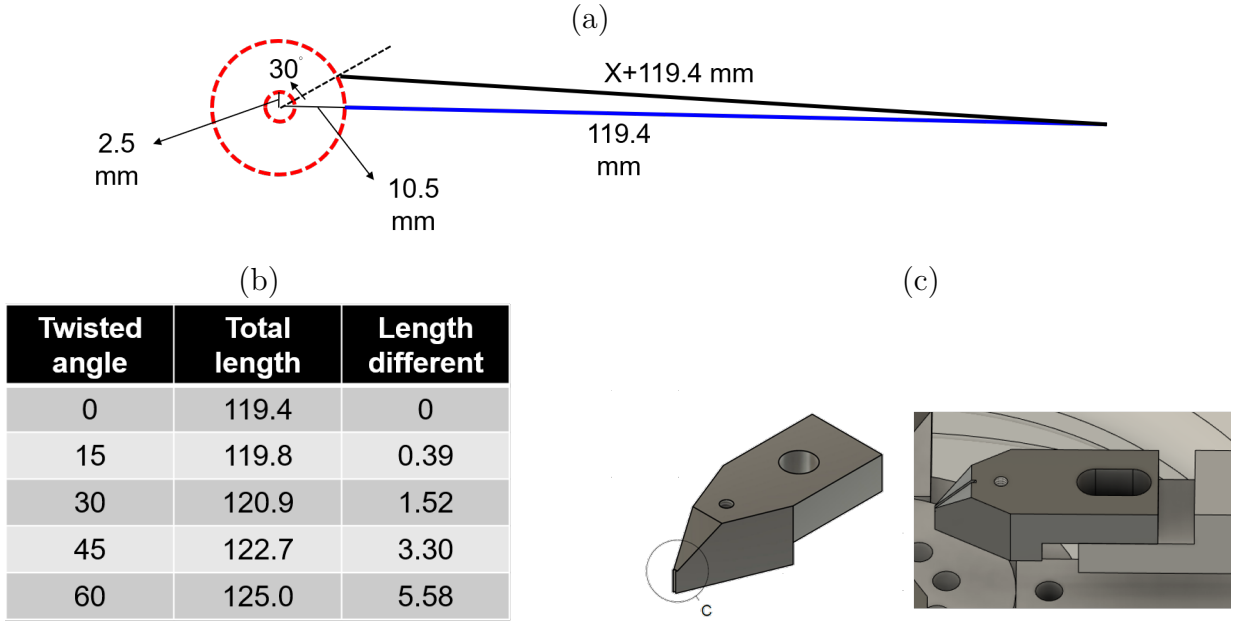 (a)
30°
X+119.4 mm
119.4
mm
2.5
mm
10.5
mm
(b)
Twisted angle Total length Length different
0 119.4 0
15 119.8 0.39
30 120.9 1.52
45 122.7 3.30
60 125.0 5.58
(c)
C